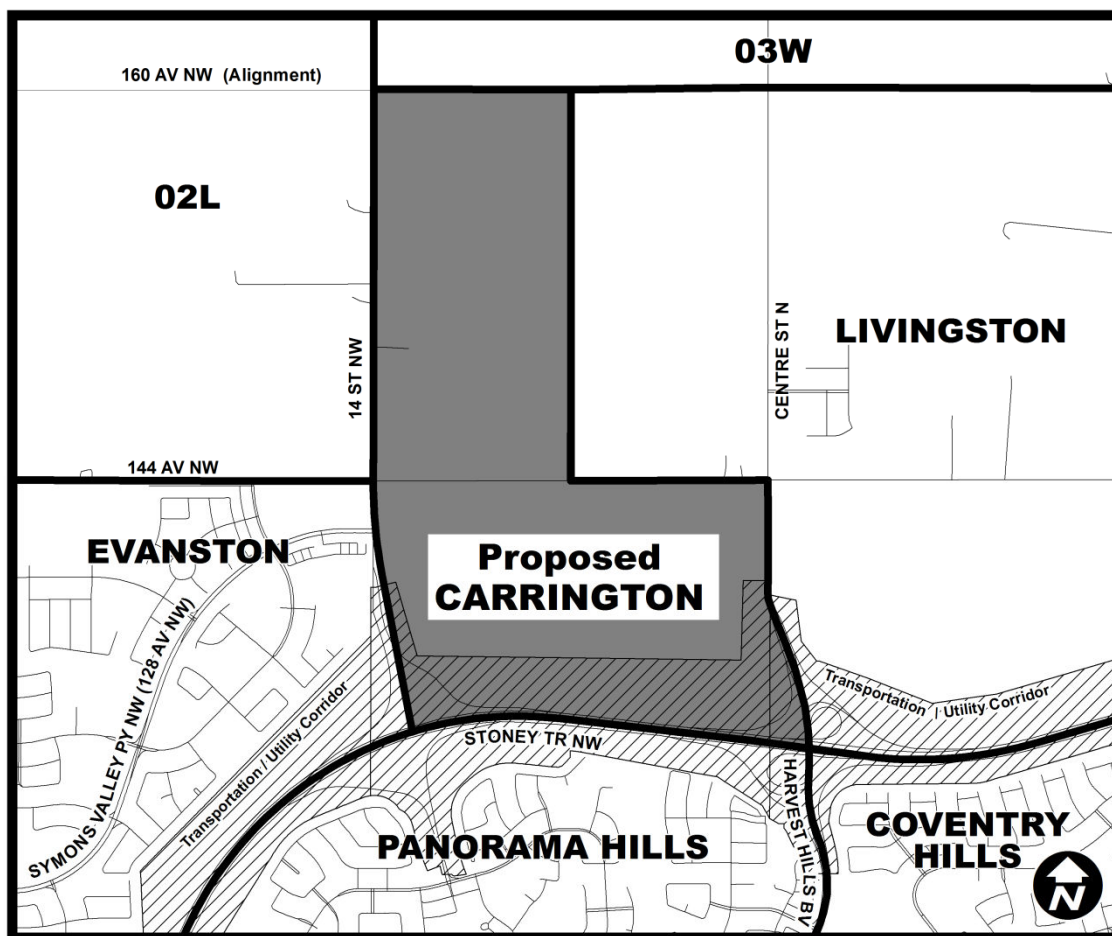 03W
160 AV NW (Alignment)
02L
LIVINGSTON
14 ST NW
CENTRE ST N
144 AV NW
EVANSTON
Proposed
CARRINGTON
SYMONS VALLEY PY NW (128 AV NW)
Transportation / Utility Corridor
Transportation / Utility Corridor
STONEY TR NW
HARVEST HILLS BV
PANORAMA HILLS
COVENTRY
HILLS
N